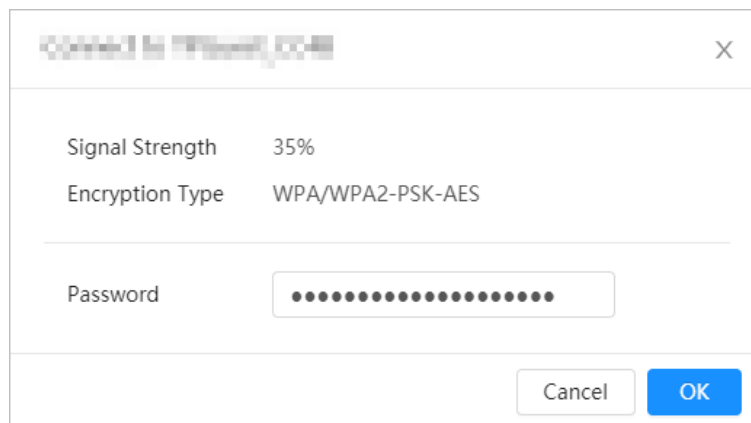 X
Signal Strength 35%
Encryption Type WPA/WPA2-PSK-AES
Password ••••••••••••••••••••
Cancel OK